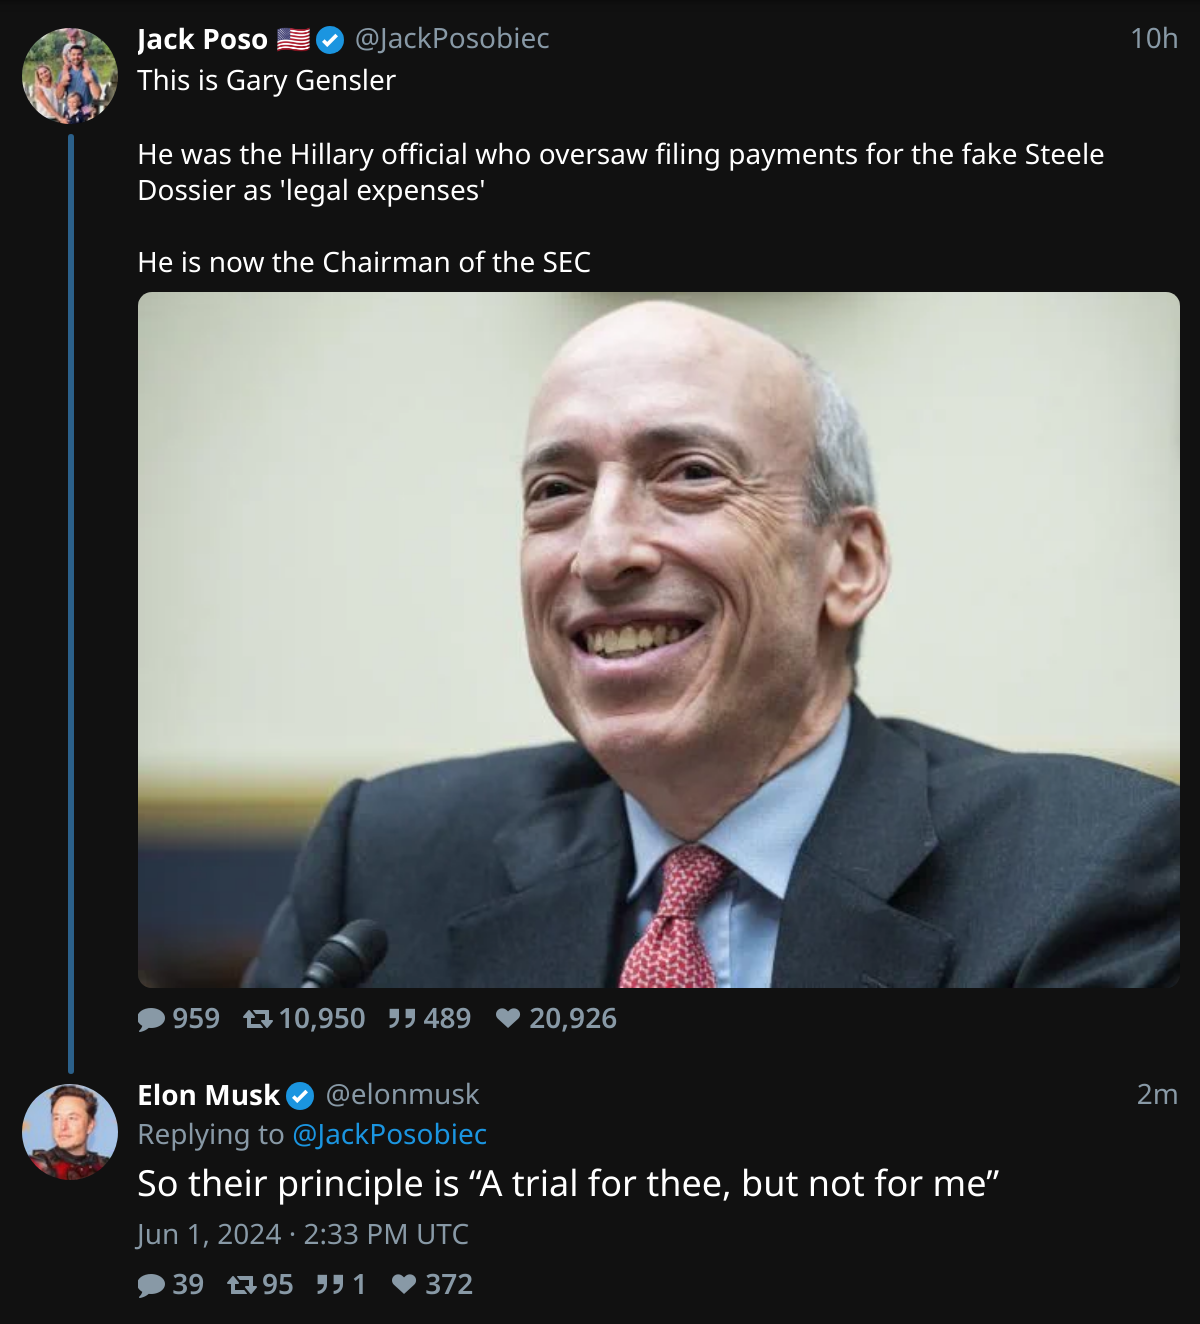 Jack Poso 🇺🇸 @JackPosobiec 10h
This is Gary Gensler
He was the Hillary official who oversaw filing payments for the fake Steele
Dossier as 'legal expenses'
He is now the Chairman of the SEC
959 10,950 489 20,926
Elon Musk @elonmusk 2m
Replying to @JackPosobiec
So their principle is “A trial for thee, but not for me”
Jun 1, 2024 · 2:33 PM UTC
39 95 1 372